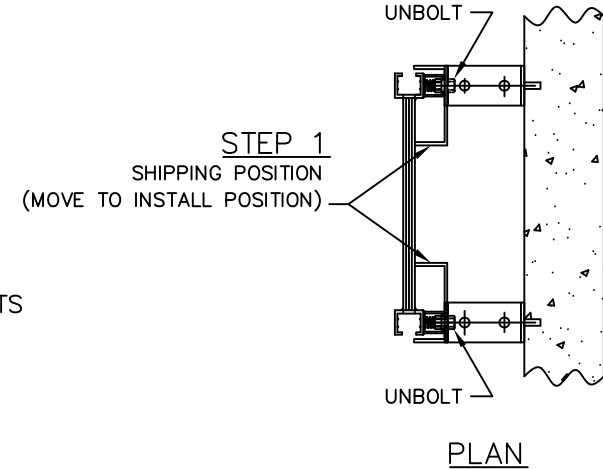 UNBOLT
STEP 1
SHIPPING POSITION
(MOVE TO INSTALL POSITION)
TS
UNBOLT
PLAN